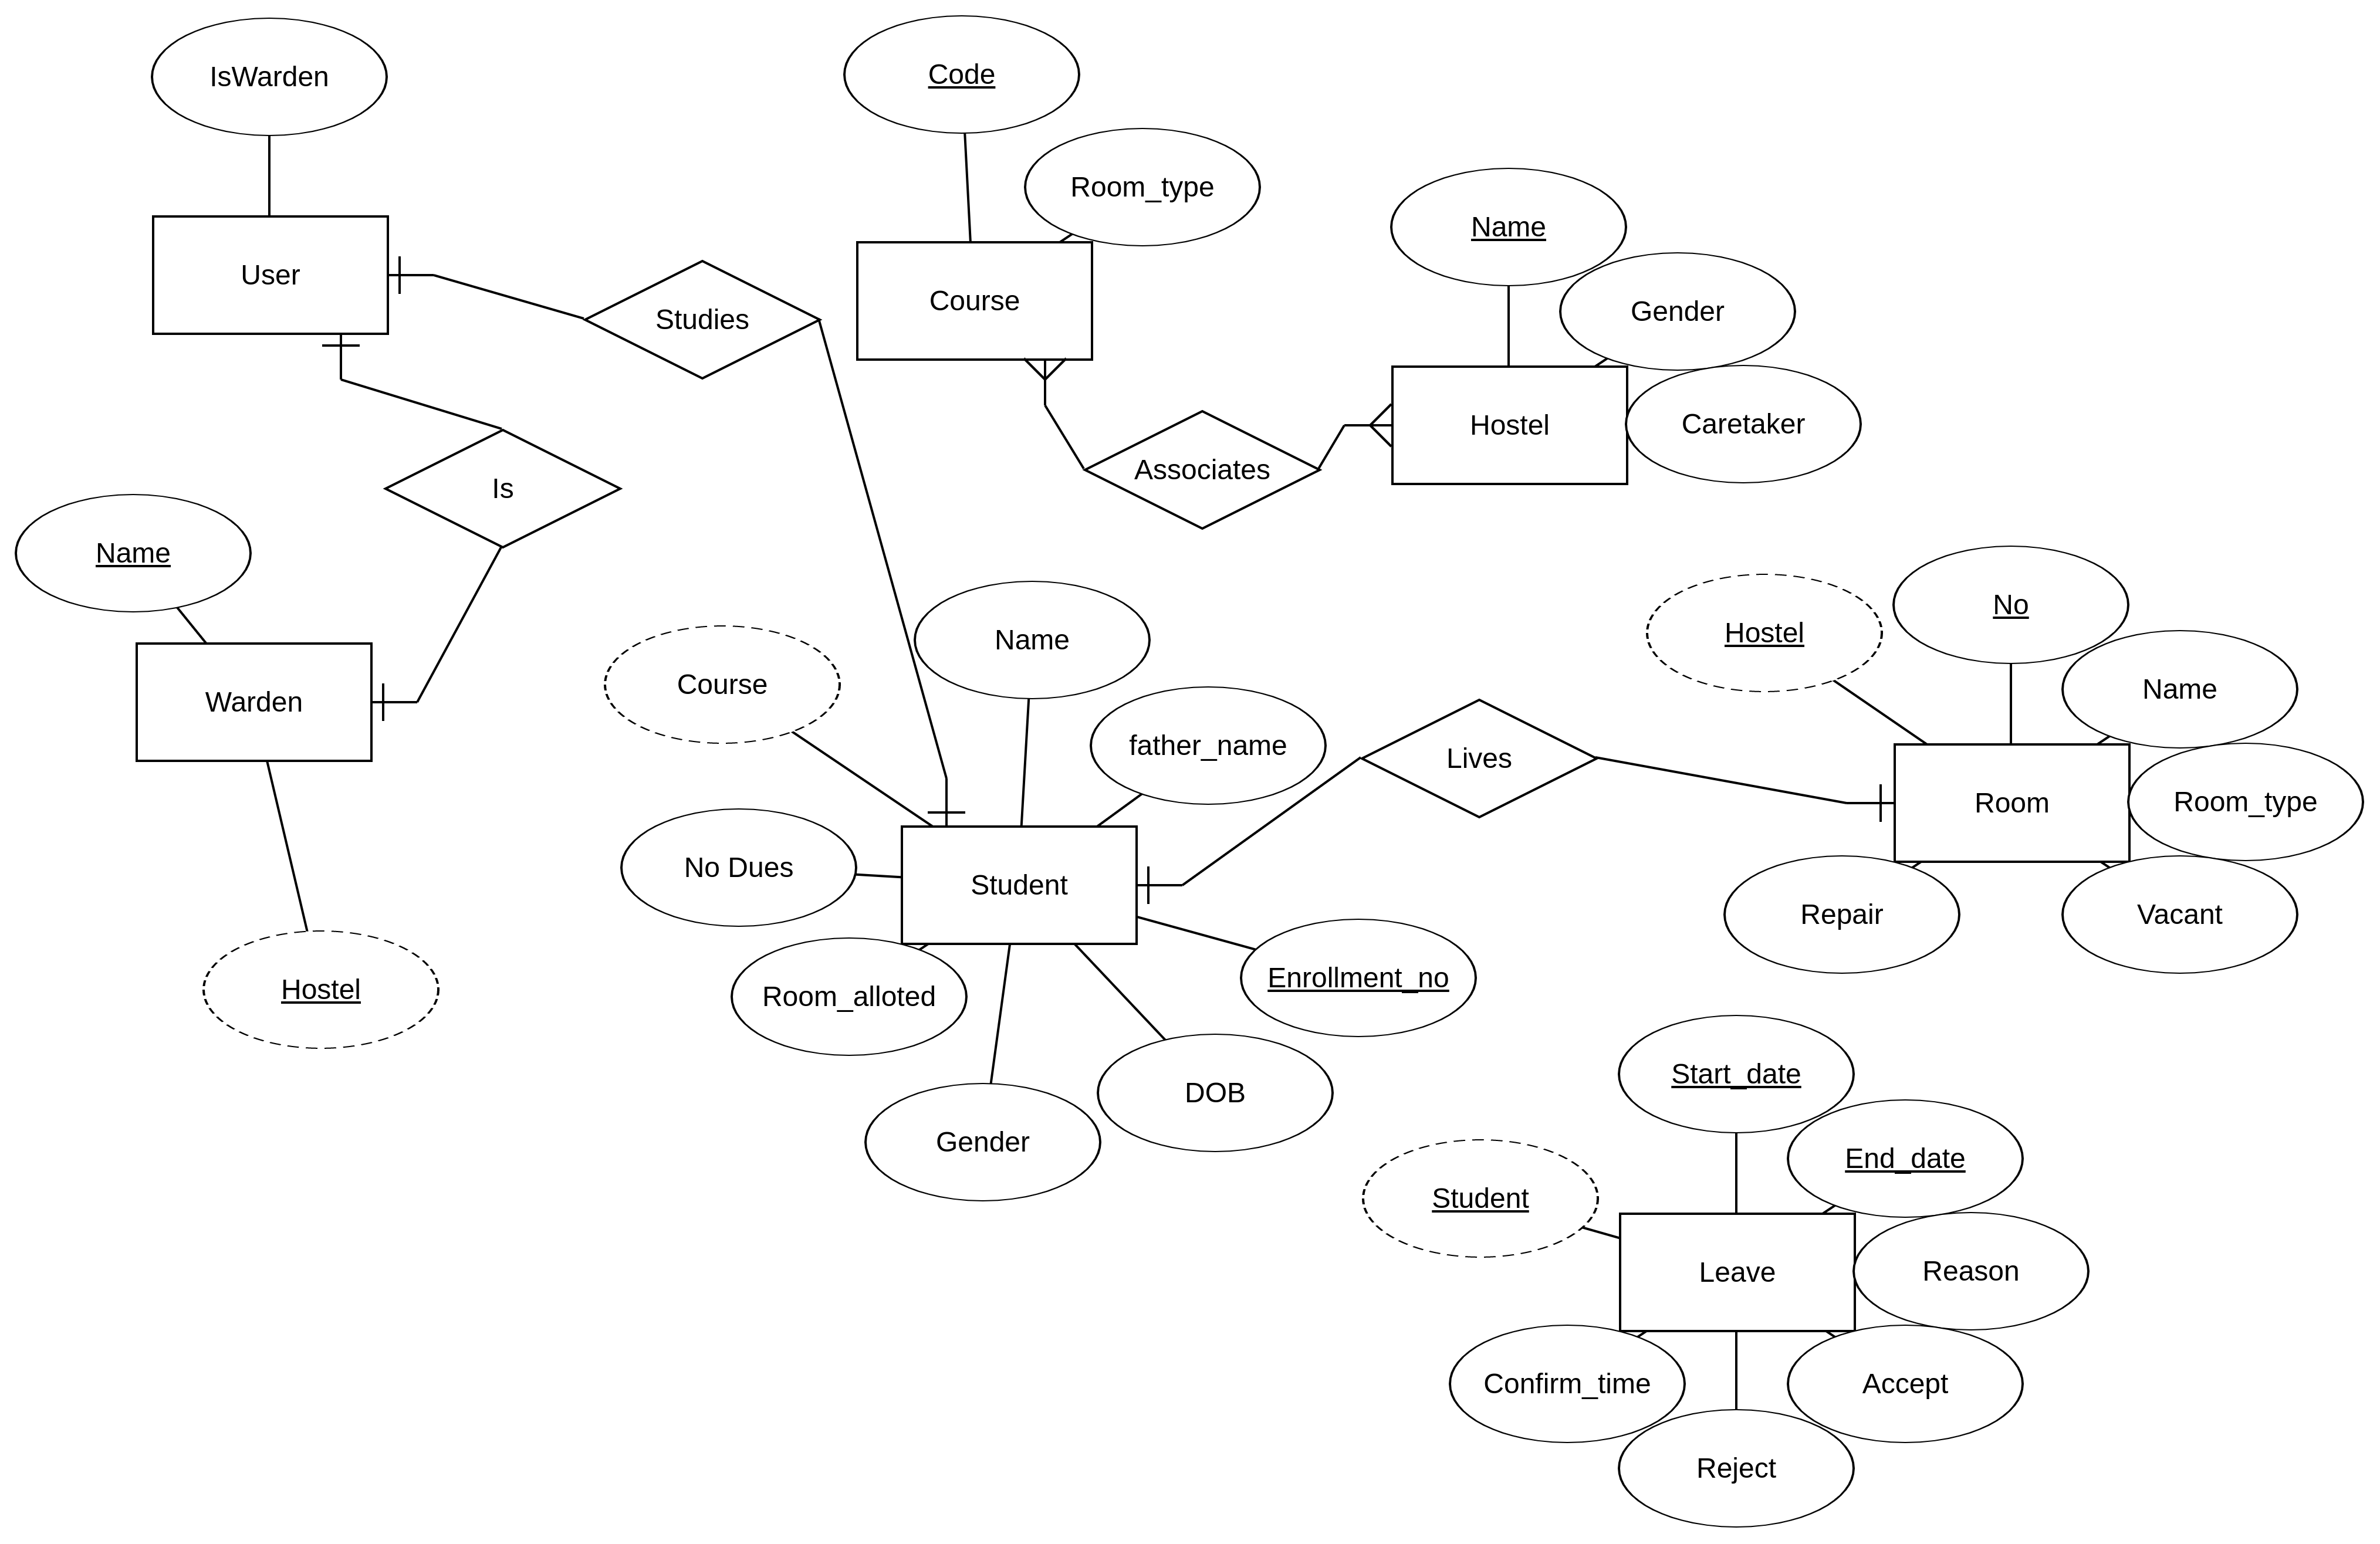 IsWarden
Code
Room_type
Name
User
Course
Gender
Studies
Hostel
Caretaker
Associates
Is
Name
Warden
Hostel
Course
Name
father_name
Lives
Hostel
No
Name
Room
Room_type
No Dues
Student
Repair
Vacant
Room_alloted
Enrollment_no
DOB
Gender
Start_date
End_date
Student
Leave
Reason
Confirm_time
Accept
Reject